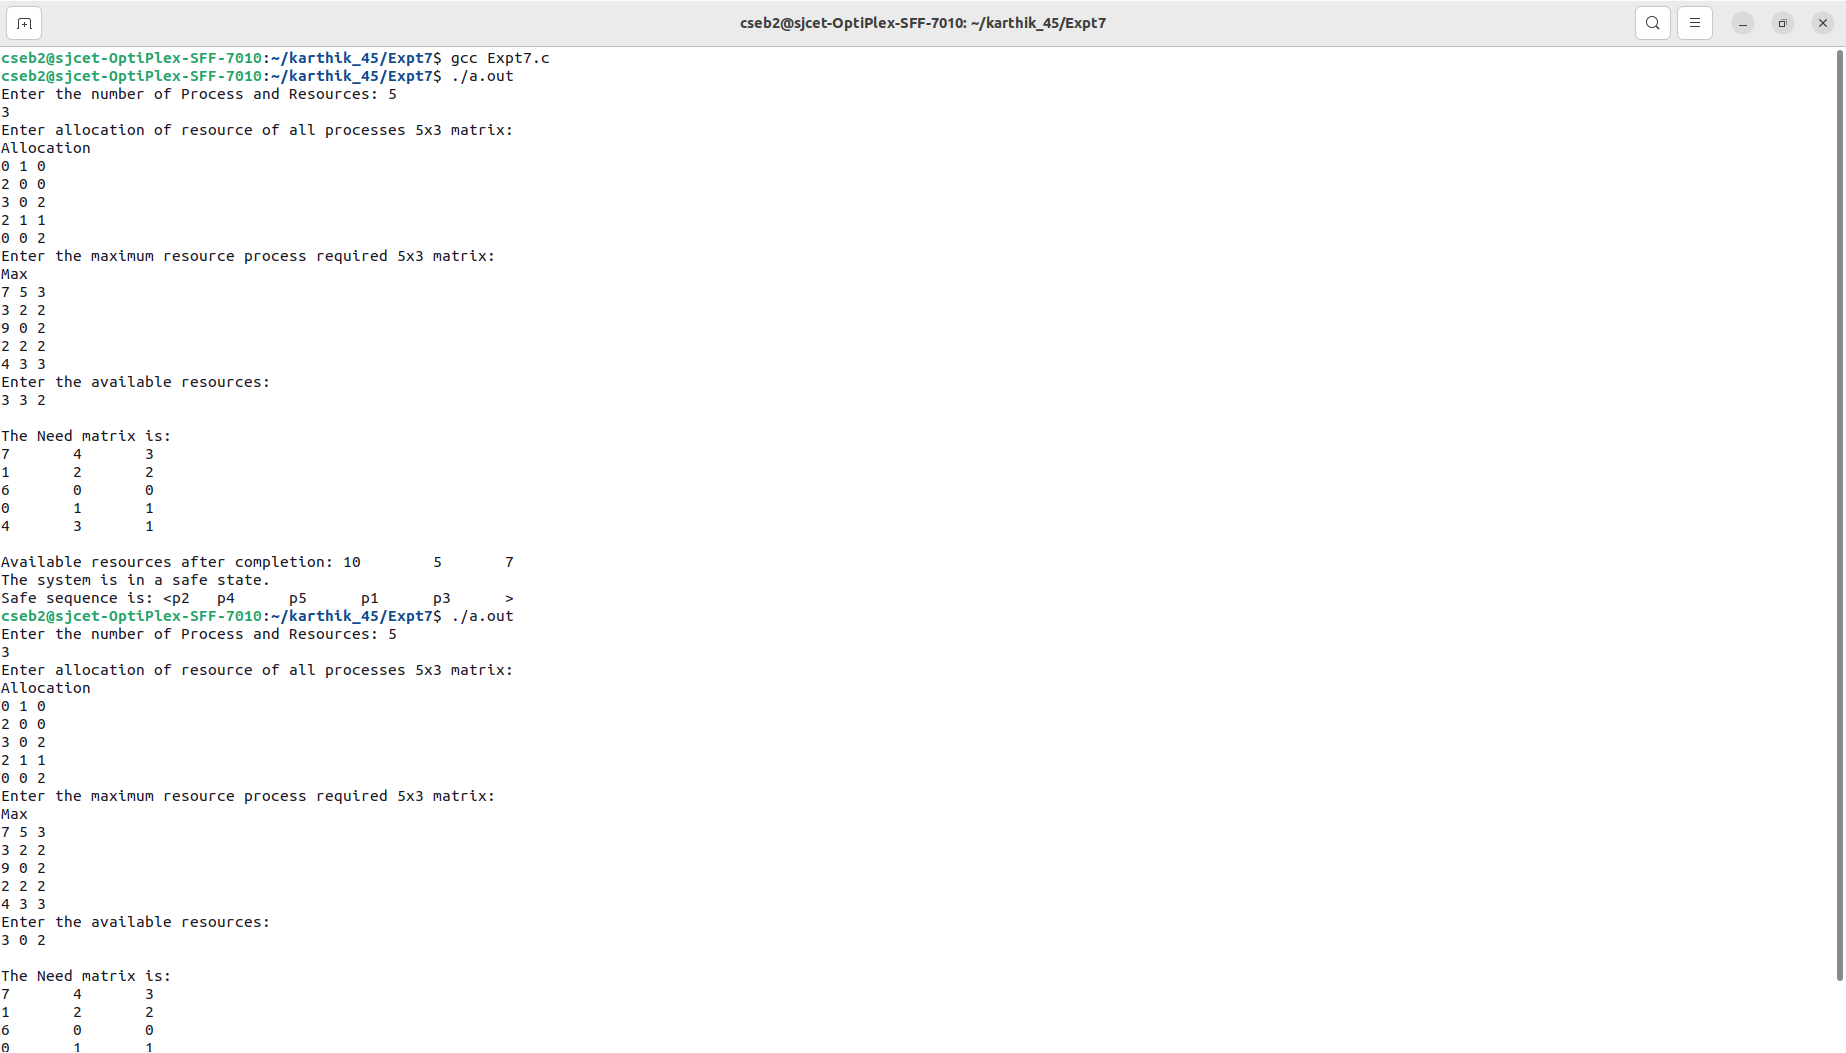 cseb2@sjcet-OptiPlex-SFF-7010: ~/karthik_45/Expt7
cseb2@sjcet-OptiPlex-SFF-7010:~/karthik_45/Expt7$ gcc Expt7.c
cseb2@sjcet-OptiPlex-SFF-7010:~/karthik_45/Expt7$ ./a.out
Enter the number of Process and Resources: 5
3
Enter allocation of resource of all processes 5x3 matrix:
Allocation
0 1 0
2 0 0
3 0 2
2 1 1
0 0 2
Enter the maximum resource process required 5x3 matrix:
Max
7 5 3
3 2 2
9 0 2
2 2 2
4 3 3
Enter the available resources:
3 3 2
The Need matrix is:
7 4 3
1 2 2
6 0 0
0 1 1
4 3 1
Available resources after completion: 10 5 7
The system is in a safe state.
Safe sequence is: <p2 p4 p5 p1 p3 >
cseb2@sjcet-OptiPlex-SFF-7010:~/karthik_45/Expt7$ ./a.out
Enter the number of Process and Resources: 5
3
Enter allocation of resource of all processes 5x3 matrix:
Allocation
0 1 0
2 0 0
3 0 2
2 1 1
0 0 2
Enter the maximum resource process required 5x3 matrix:
Max
7 5 3
3 2 2
9 0 2
2 2 2
4 3 3
Enter the available resources:
3 0 2
The Need matrix is:
7 4 3
1 2 2
6 0 0
0 1 1